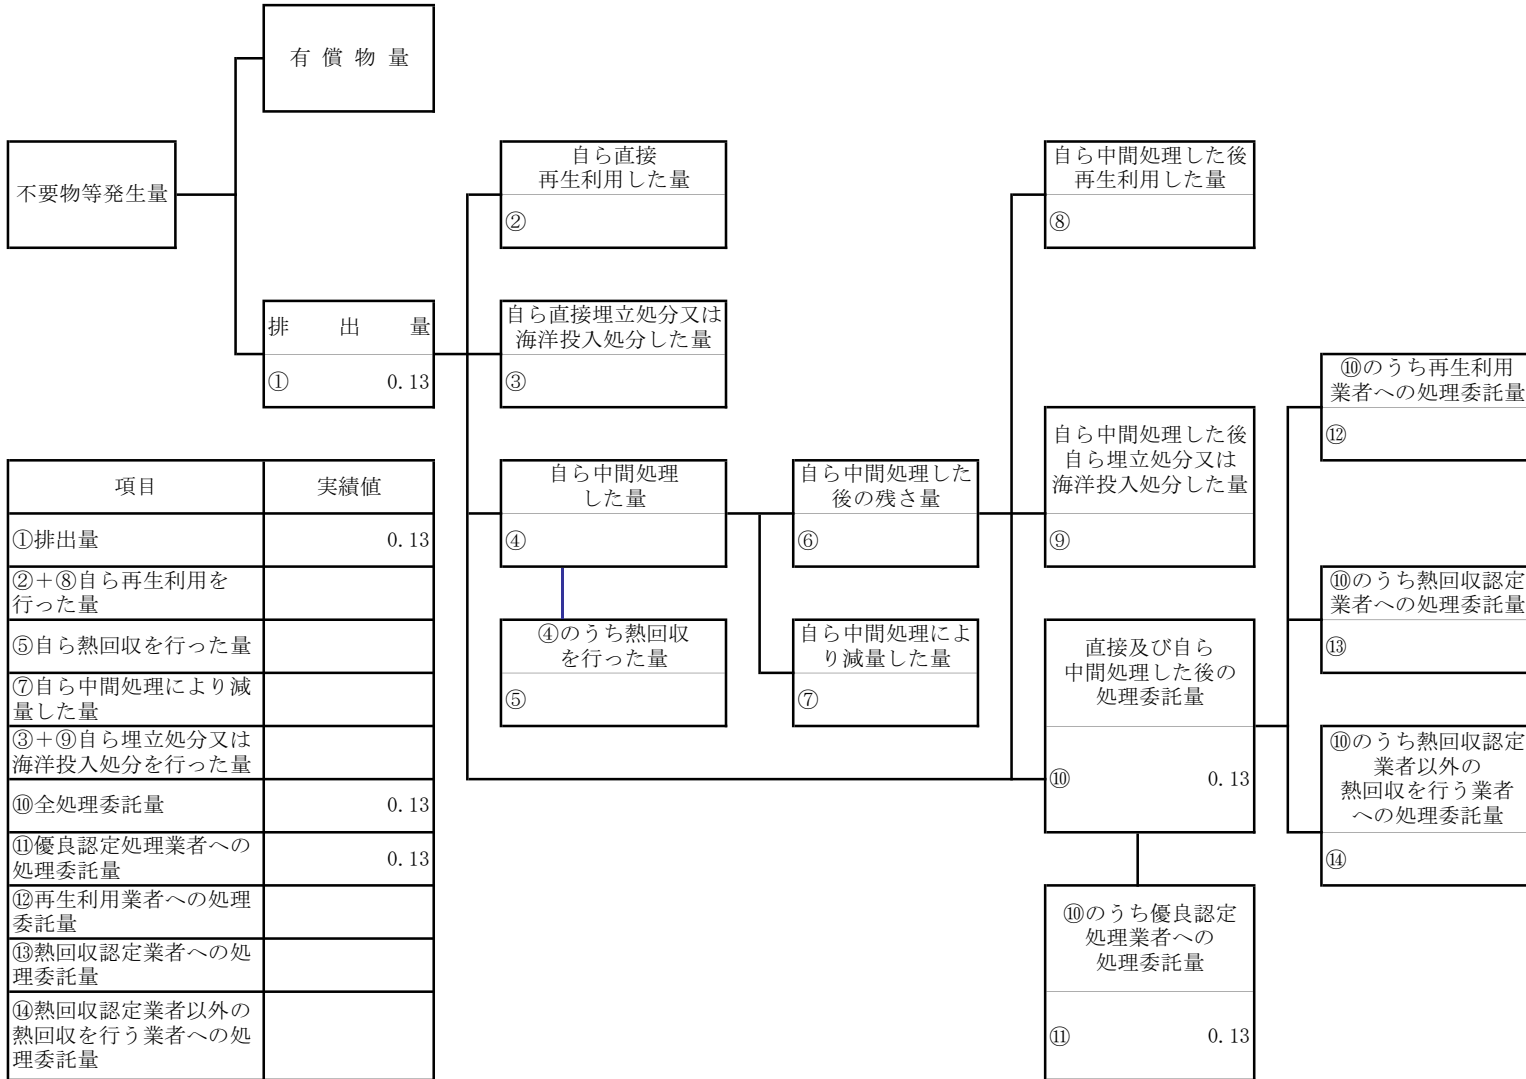 有償物量
不要物等発生量
排出量
① 0.13
自ら直接
再生利用した量
②
自ら直接埋立処分又は
海洋投入処分した量
③
自ら中間処理
した量
④
④のうち熱回収
を行った量
⑤
自ら中間処理した
後の残さ量
⑥
自ら中間処理によ
り減量した量
⑦
自ら中間処理した後
再生利用した量
⑧
自ら中間処理した後
自ら埋立処分又は
海洋投入処分した量
⑨
直接及び自ら
中間処理した後の
処理委託量
⑩ 0.13
⑩のうち優良認定
処理業者への
処理委託量
⑪ 0.13
⑩のうち再生利用
業者への処理委託量
⑫
⑩のうち熱回収認定
業者への処理委託量
⑬
⑩のうち熱回収認定
業者以外の
熱回収を行う業者
への処理委託量
⑭
項目 実績値
①排出量 0.13
②＋⑧自ら再生利用を
行った量
⑤自ら熱回収を行った量
⑦自ら中間処理により減
量した量
③＋⑨自ら埋立処分又は
海洋投入処分を行った量
⑩全処理委託量 0.13
⑪優良認定処理業者への
処理委託量 0.13
⑫再生利用業者への処理
委託量
⑬熱回収認定業者への処
理委託量
⑭熱回収認定業者以外の
熱回収を行う業者への処
理委託量